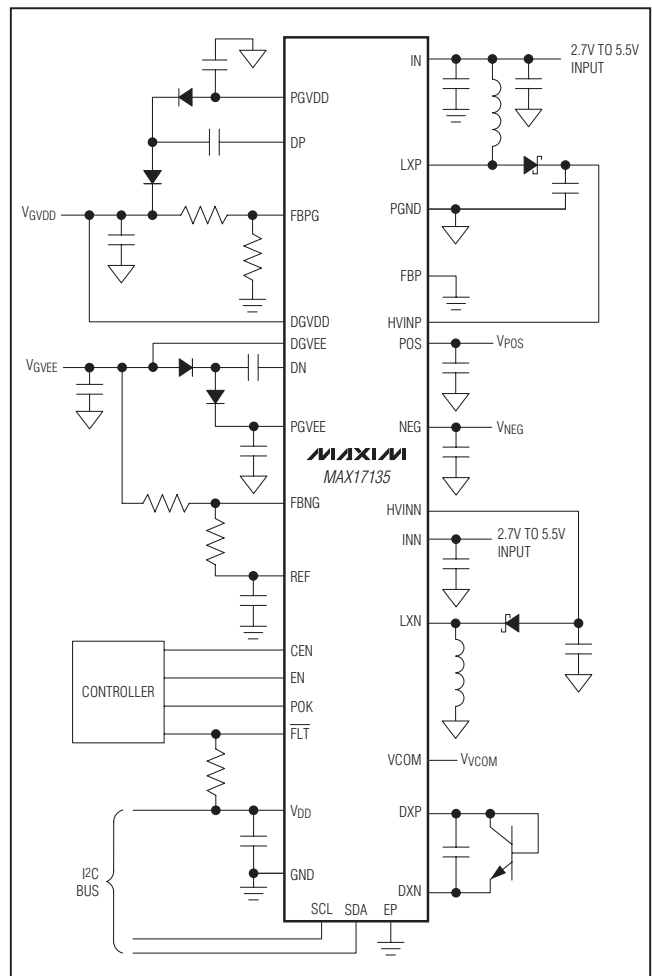 IN
2.7V TO 5.5V
INPUT
PGVDD
DP
LXP
VGVDD
FBPG
PGND
FBP
DGVDD
HVINP
DGVEE
POS
VPOS
VGVEE
DN
PGVEE
NEG
VNEG
MAXIM
MAX17135
FBNG
HVINN
INN
2.7V TO 5.5V
INPUT
REF
LXN
CONTROLLER
CEN
EN
POK
FLT
VCOM
VVCOM
VDD
DXP
I2C
BUS
GND
DXN
SCL SDA EP